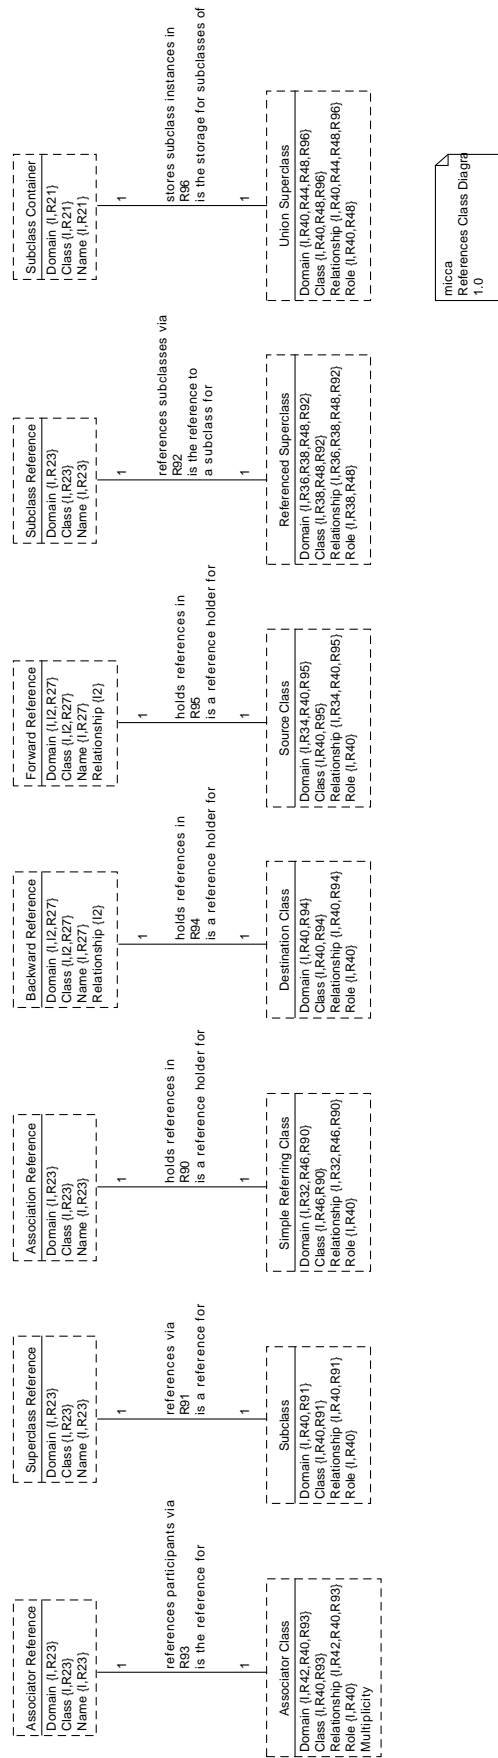 Associator Reference
Domain {I,R23}
Class {I,R23}
Name {I,R23}
1
references participants via
R93
is the reference for
1
Associator Class
Domain {I,R42,R40,R93}
Class {I,R40,R93}
Relationship {I,R42,R40,R93}
Role {I,R40}
Multiplicity
Superclass Reference
Domain {I,R23}
Class {I,R23}
Name {I,R23}
1
references via
R91
is a reference for
1
Subclass
Domain {I,R40,R91}
Class {I,R40,R91}
Relationship {I,R40,R91}
Role {I,R40}
Association Reference
Domain {I,R23}
Class {I,R23}
Name {I,R23}
1
holds references in
R90
is a reference holder for
1
Simple Referring Class
Domain {I,R32,R46,R90}
Class {I,R46,R90}
Relationship {I,R32,R46,R90}
Role {I,R40}
Backward Reference
Domain {I,I2,R27}
Class {I,I2,R27}
Name {I,R27}
Relationship {I2}
1
holds references in
R94
is a reference holder for
1
Destination Class
Domain {I,R40,R94}
Class {I,R40,R94}
Relationship {I,R40,R94}
Role {I,R40}
Forward Reference
Domain {I,I2,R27}
Class {I,I2,R27}
Name {I,R27}
Relationship {I2}
1
holds references in
R95
is a reference holder for
1
Source Class
Domain {I,R34,R40,R95}
Class {I,R40,R95}
Relationship {I,R34,R40,R95}
Role {I,R40}
Subclass Reference
Domain {I,R23}
Class {I,R23}
Name {I,R23}
1
references subclasses via
R92
is the reference to
a subclass for
1
Referenced Superclass
Domain {I,R36,R38,R48,R92}
Class {I,R38,R48,R92}
Relationship {I,R36,R38,R48,R92}
Role {I,R38,R48}
Subclass Container
Domain {I,R21}
Class {I,R21}
Name {I,R21}
1
stores subclass instances in
R96
is the storage for subclasses of
1
Union Superclass
Domain {I,R40,R44,R48,R96}
Class {I,R40,R48,R96}
Relationship {I,R40,R44,R48,R96}
Role {I,R40,R48}
micca
References Class Diagra
1.0